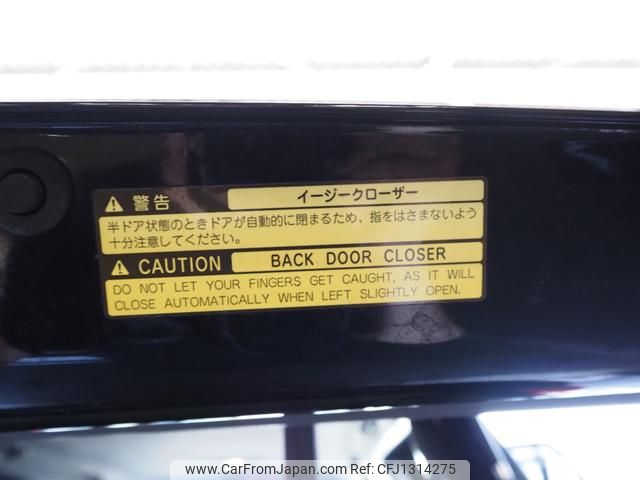 警告 イージークローザー
半ドア状態のときドアが自動的に閉まるため、指をはさまないよう
十分注意してください。
CAUTION BACK DOOR CLOSER
DO NOT LET YOUR FINGERS GET CAUGHT, AS IT WILL
CLOSE AUTOMATICALLY WHEN LEFT SLIGHTLY OPEN.
www.CarFromJapan.com | © CarFromJapan.com - CFJ1314275